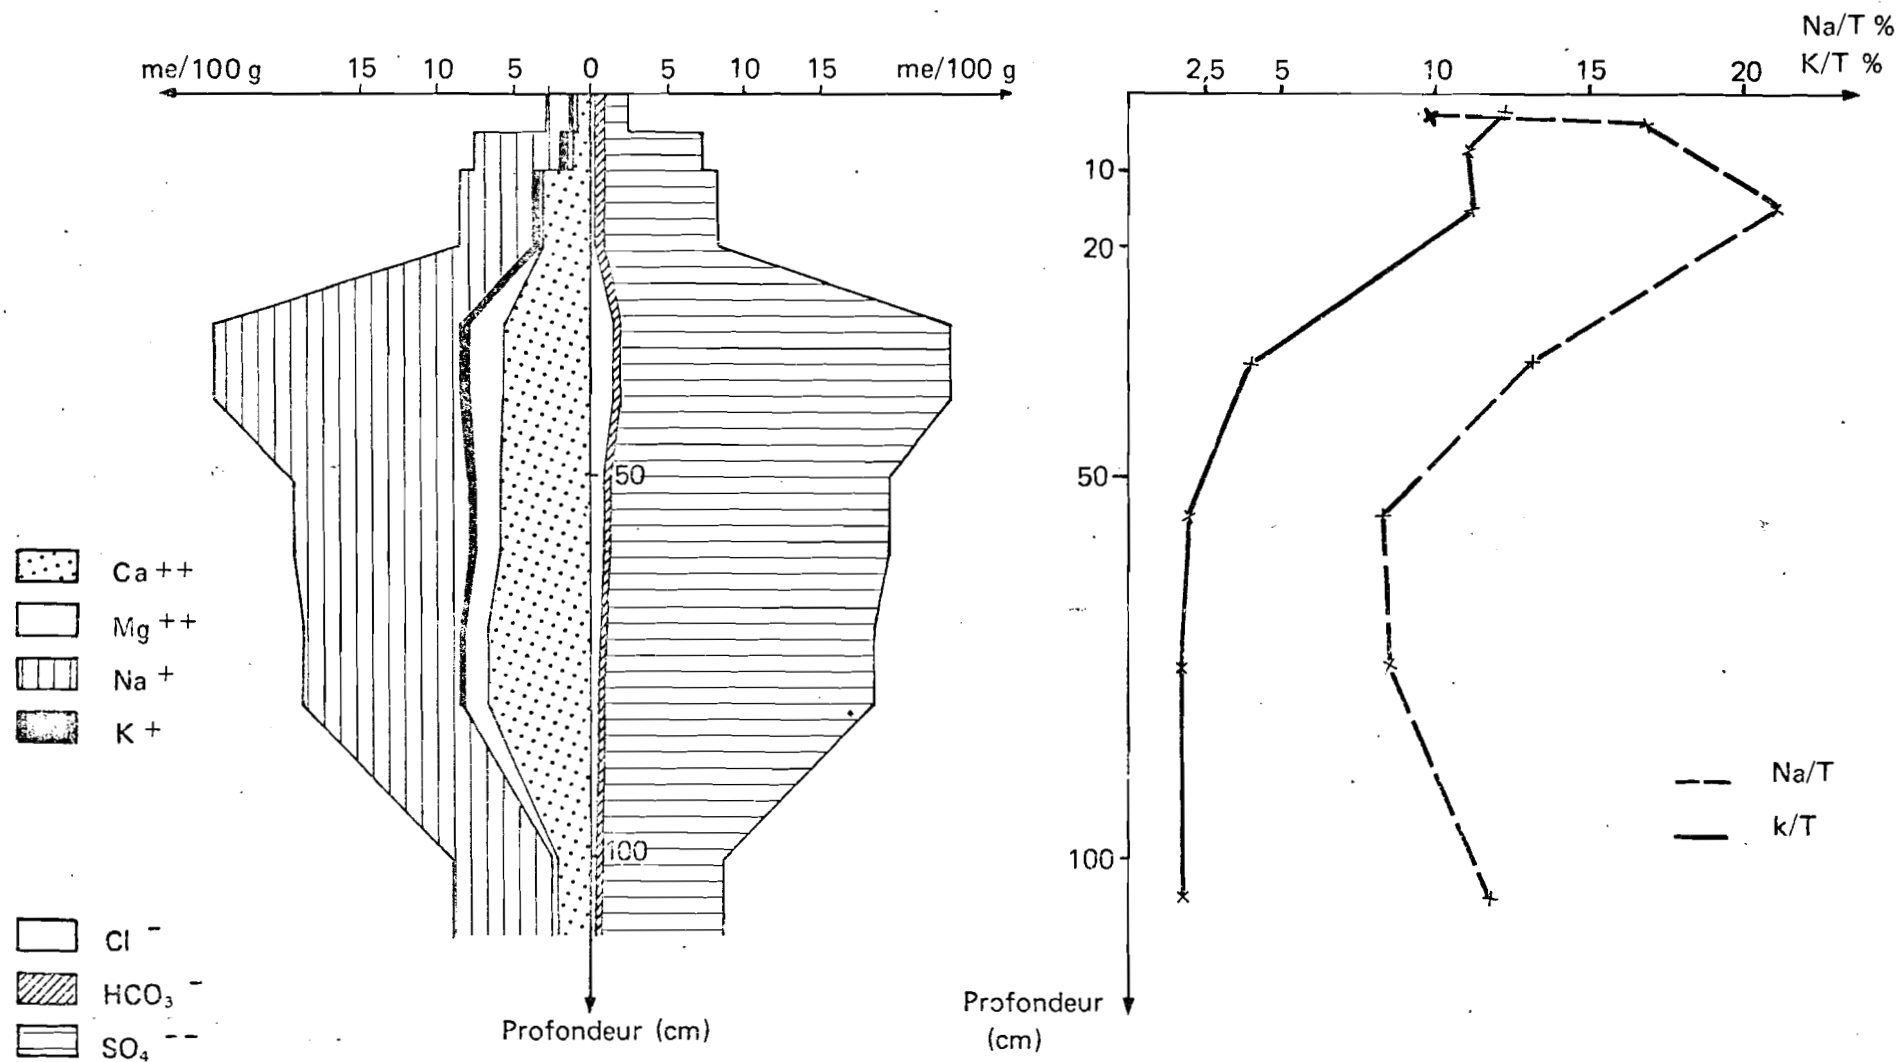 me/100 g 15 10 5 0 5 10 15 me/100 g
50
100
Profondeur (cm)
Ca ++
Mg ++
Na +
K +
Cl -
HCO₃ -
SO₄ --
Na/T %
K/T %
2,5 5 10 15 20
10
20
50
100
Profondeur
(cm)
Na/T
k/T